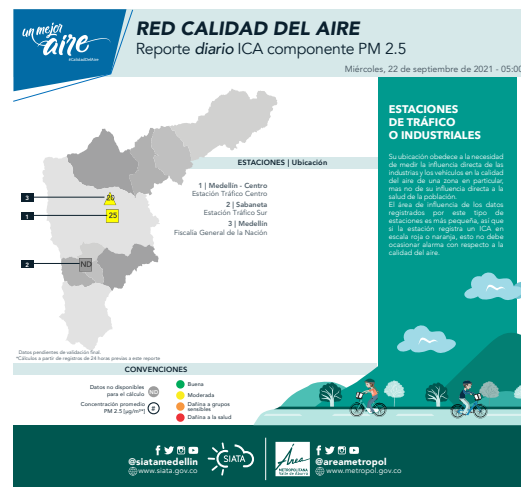 un mejor
aire
#CalidadDelAire
RED CALIDAD DEL AIRE
Reporte diario ICA componente PM 2.5
Miércoles, 22 de septiembre de 2021 - 05:00
3
20
1
25
2
ND
ESTACIONES | Ubicación
1 | Medellín - Centro
Estación Tráfico Centro
2 | Sabaneta
Estación Tráfico Sur
3 | Medellín
Fiscalía General de la Nación
ESTACIONES
DE TRÁFICO
O INDUSTRIALES
Su ubicación obedece a la necesidad
de medir la influencia directa de las
industrias y los vehículos en la calidad
del aire de una zona en particular,
mas no de su influencia directa a la
salud de la población.
El área de influencia de los datos
registrados por este tipo de
estaciones es más pequeña, así que
si la estación registra un ICA en
escala roja o naranja, esto no debe
ocasionar alarma con respecto a la
calidad del aire.
Datos pendientes de validación final.
*Cálculos a partir de registros de 24 horas previas a este reporte
CONVENCIONES
Datos no disponibles
para el cálculo
ND
Concentración promedio
PM 2.5 [µg/m³*]
#
Buena
Moderada
Dañina a grupos
sensibles
Dañina a la salud
@siatamedellin
www.siata.gov.co
SIATA
Área
METROPOLITANA
Valle de Aburrá
@areametropol
www.metropol.gov.co